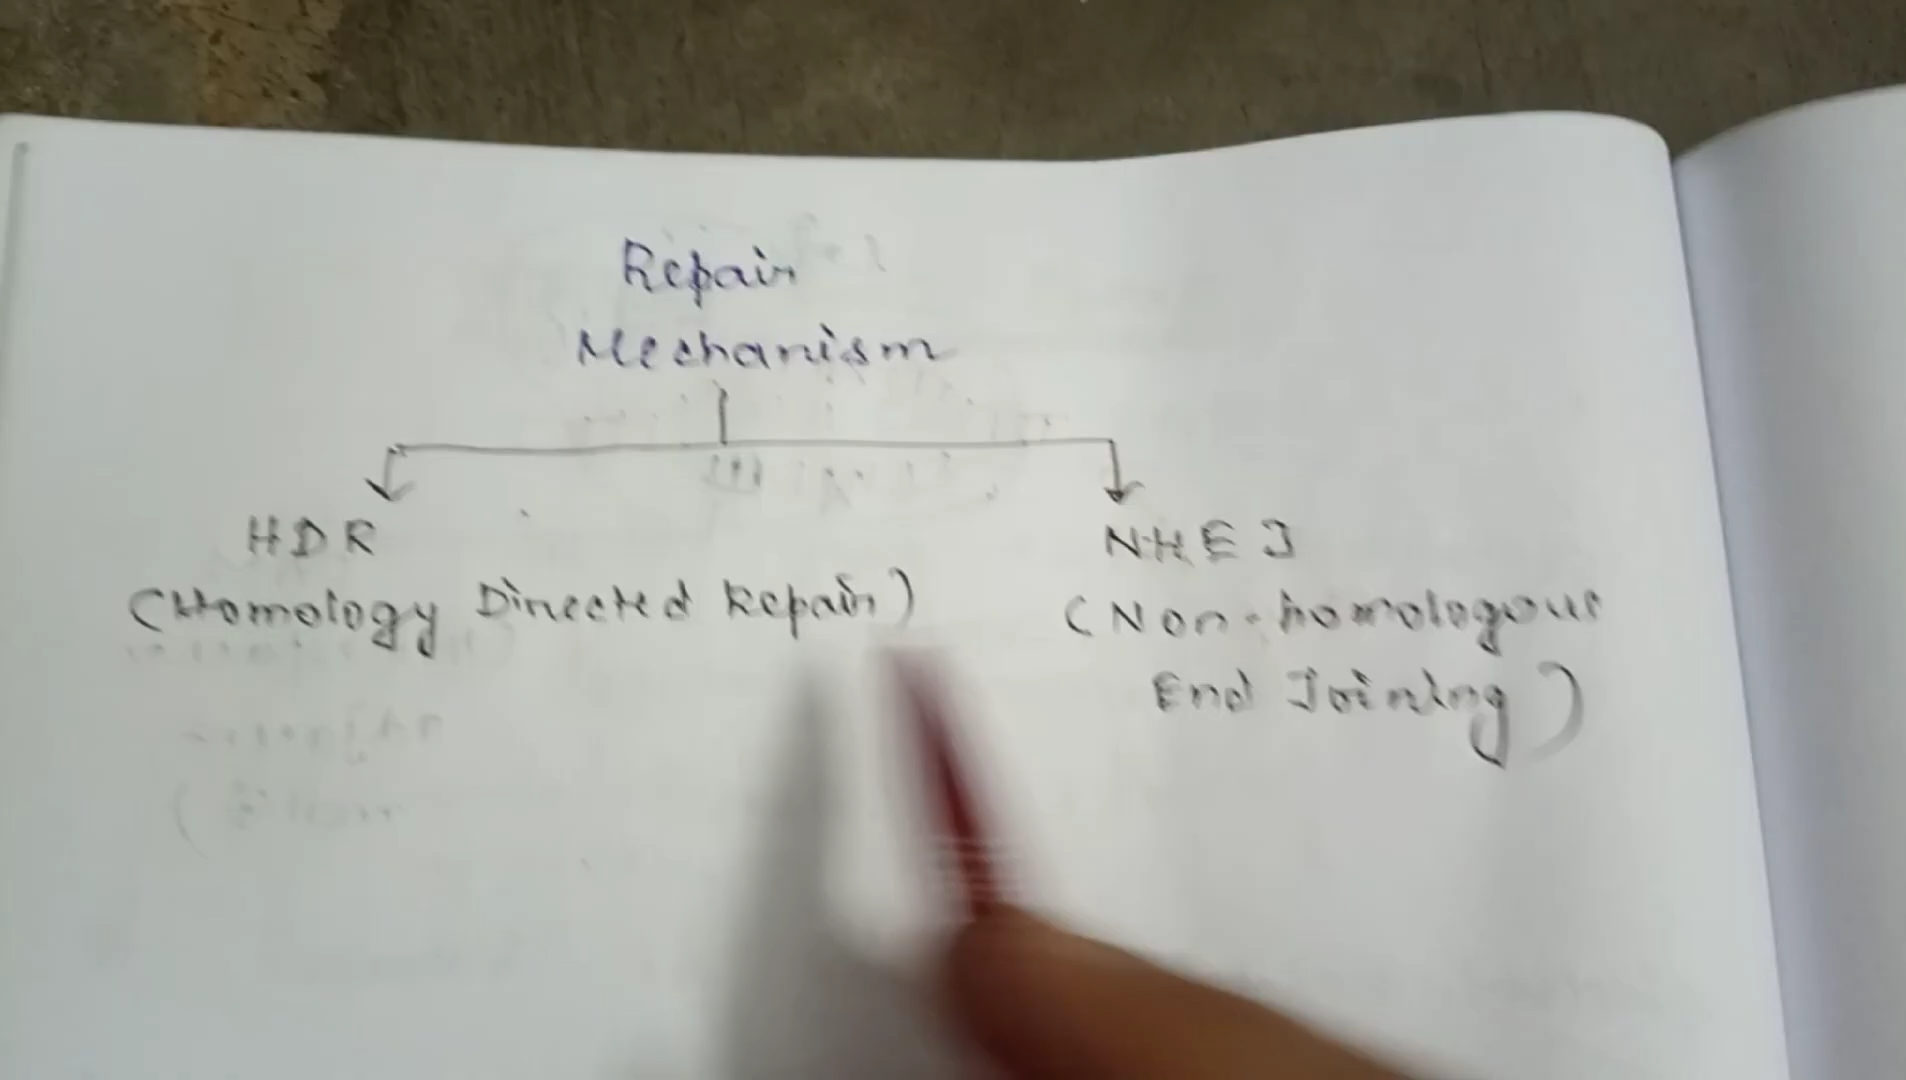 Repair
Mechanism
HDR
(Homology Directed Repair)
NHEJ
(Non-homologous
End Joining)